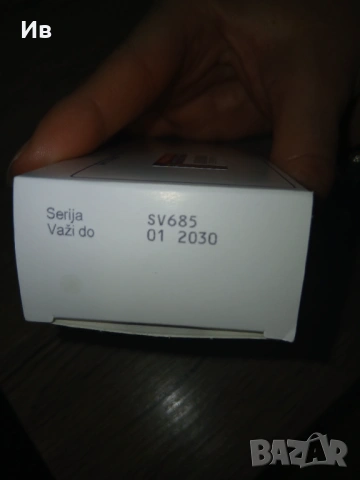 Ив
Serija SV685
Važi do 01 2030
BAZAR